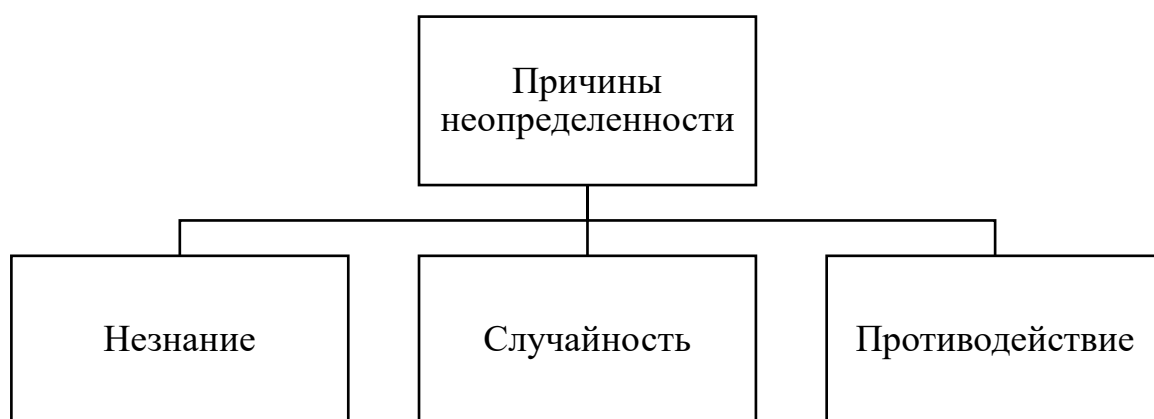 Причины
неопределенности
Незнание
Случайность
Противодействие